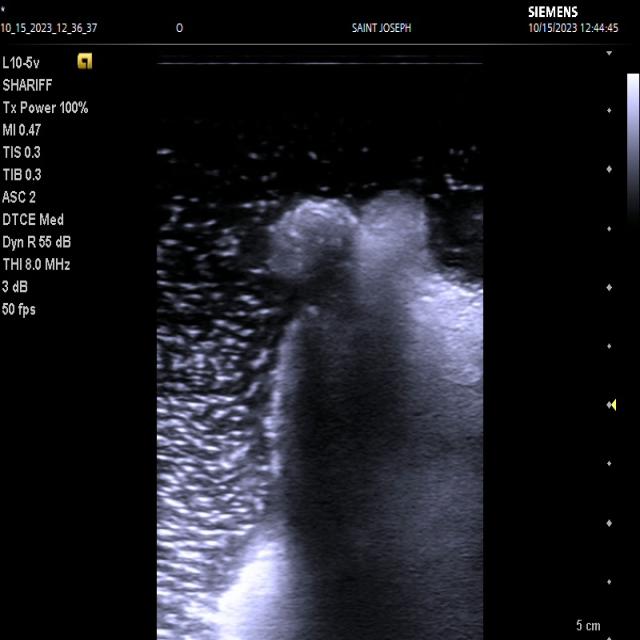 *
SIEMENS
10_15_2023_12_36_37
O
SAINT JOSEPH
10/15/2023 12:44:45
L10-5v
SHARIFF
Tx Power 100%
MI 0.47
TIS 0.3
TIB 0.3
ASC 2
DTCE Med
Dyn R 55 dB
THI 8.0 MHz
3 dB
50 fps
5 cm